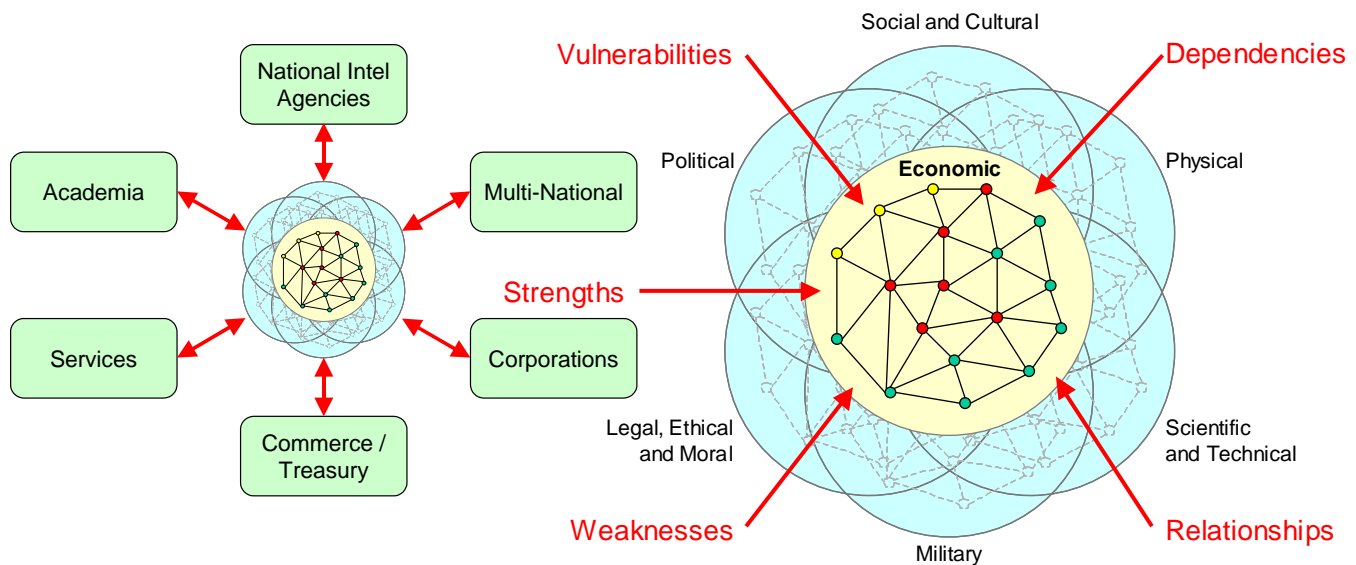 National Intel
Agencies
Academia
Multi-National
Services
Corporations
Commerce /
Treasury
Social and Cultural
Vulnerabilities
Dependencies
Political
Physical
Economic
Strengths
Legal, Ethical
and Moral
Scientific
and Technical
Weaknesses
Relationships
Military